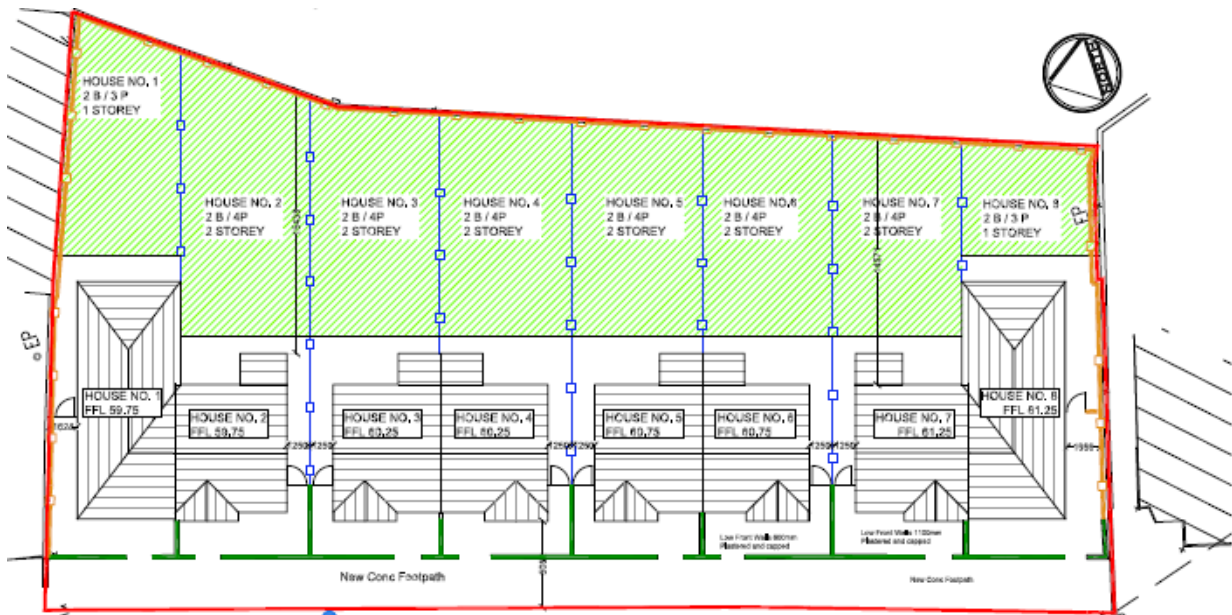 NORTH
HOUSE NO. 1
2 B / 3 P
1 STOREY
HOUSE NO. 2
2 B / 4P
2 STOREY
HOUSE NO. 3
2 B / 4P
2 STOREY
HOUSE NO. 4
2 B / 4P
2 STOREY
HOUSE NO. 5
2 B / 4P
2 STOREY
HOUSE NO.6
2 B / 4P
2 STOREY
HOUSE NO. 7
2 B / 4P
2 STOREY
HOUSE NO. 8
2 B / 3 P
1 STOREY
EP
EP
HOUSE NO. 1
FFL 59.75
HOUSE NO. 2
FFL 59.75
HOUSE NO. 3
FFL 60.25
HOUSE NO. 4
FFL 60.25
HOUSE NO. 5
FFL 60.75
HOUSE NO. 6
FFL 60.75
HOUSE NO. 7
FFL 61.25
HOUSE NO. 8
FFL 61.25
1250
1250
1250
1250
1250
1250
Low Front Walls 600mm
Plastered and capped
Low Front Walls 1100mm
Plastered and capped
New Conc Footpath
New Conc Footpath